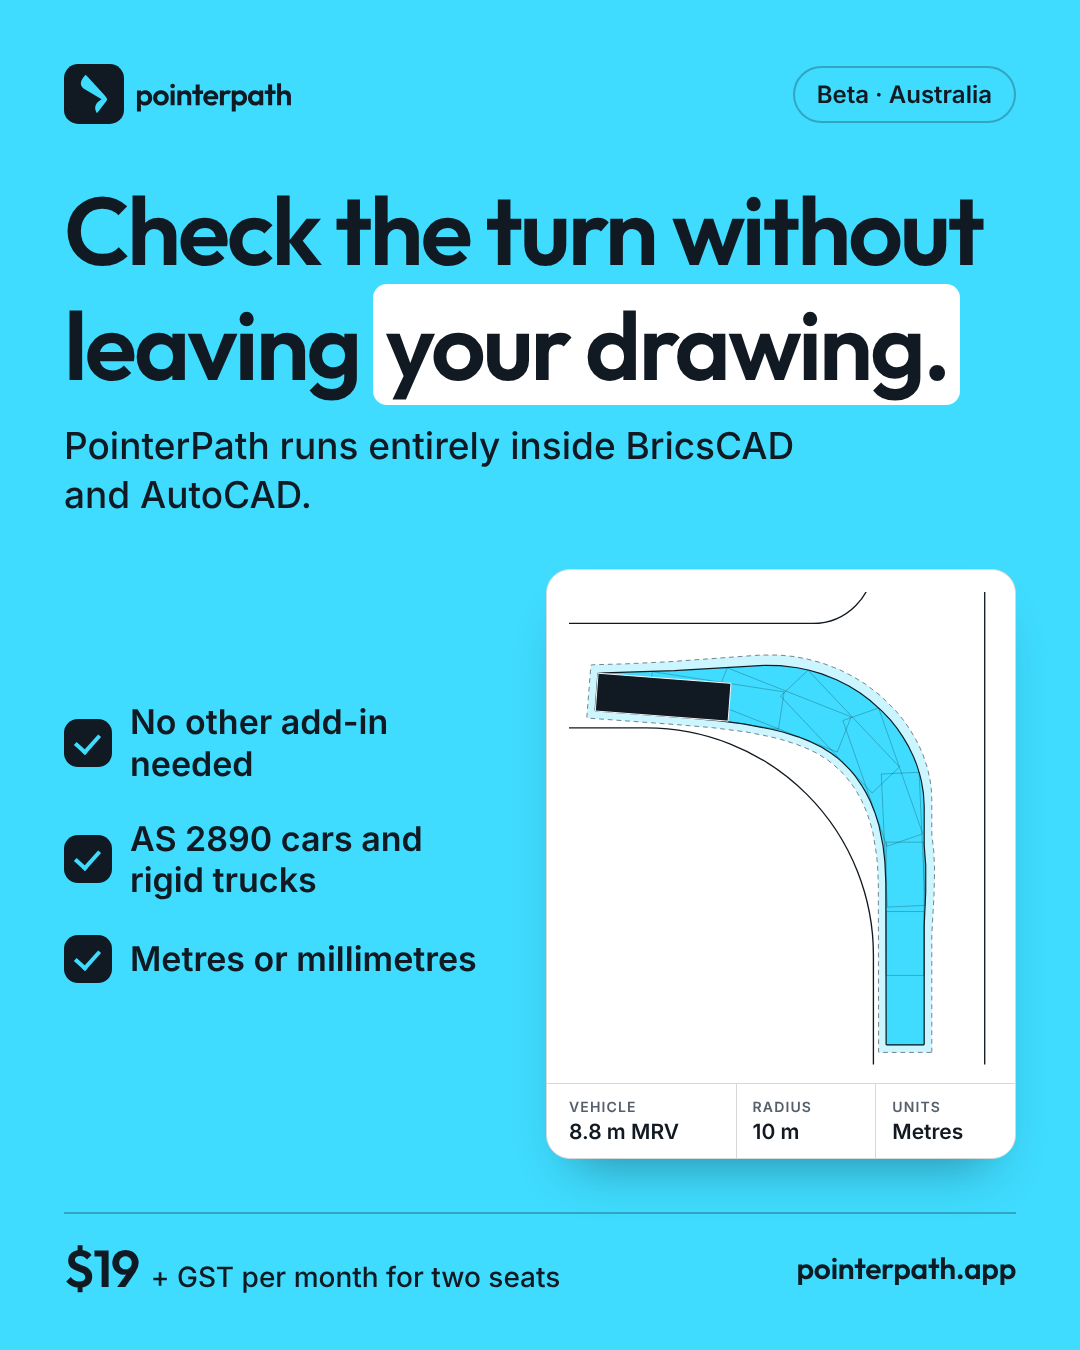 pointerpath
Beta · Australia
Check the turn without
leaving your drawing.
PointerPath runs entirely inside BricsCAD
and AutoCAD.
No other add-in
needed
AS 2890 cars and
rigid trucks
Metres or millimetres
VEHICLE
8.8 m MRV
RADIUS
10 m
UNITS
Metres
$19 + GST per month for two seats
pointerpath.app